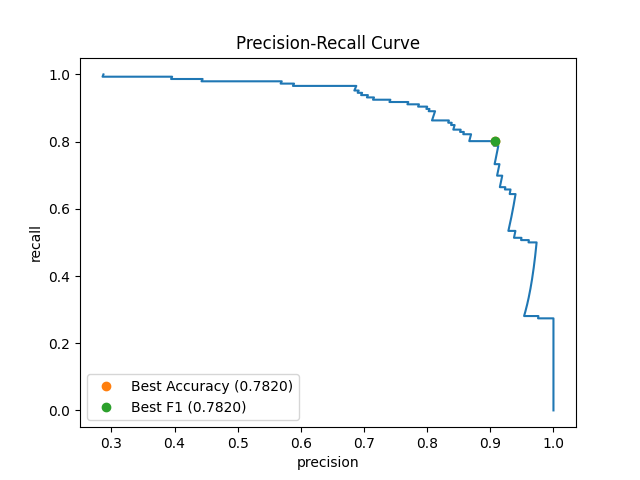 Precision-Recall Curve
1.0
0.8
0.6
0.4
0.2
0.0
recall
Best Accuracy (0.7820)
Best F1 (0.7820)
0.3 0.4 0.5 0.6 0.7 0.8 0.9 1.0
precision